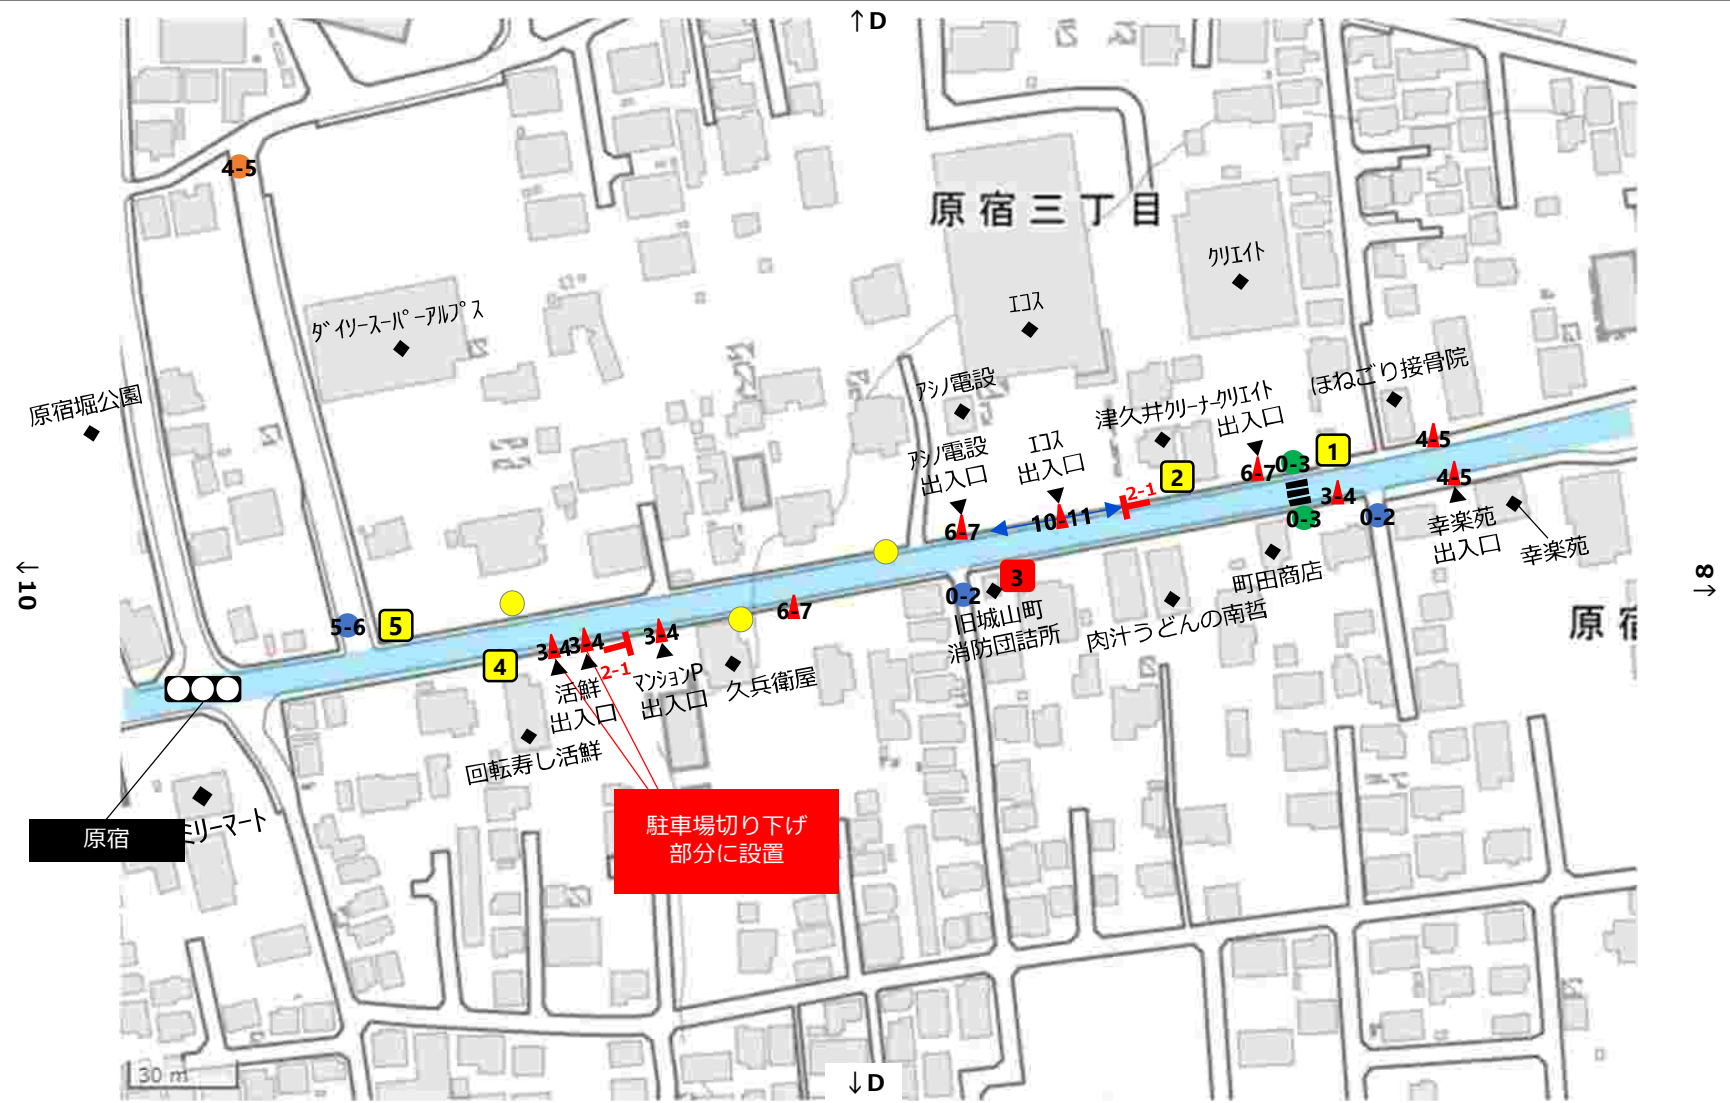 ↑D
4-5
原宿三丁目
クリエイト
ダイソースーパーアルプス
エコス
ほねごり接骨院
アシノ電設
原宿堀公園
津久井クリーナー
クリエイト
出入口
アシノ電設
出入口
エコス
出入口
4-5
1
2
6-7
0-3
2-1
3-4
4-5
10-11
6-7
0-3
0-2
幸楽苑
出入口
幸楽苑
←10
8→
町田商店
3
0-2
旧城山町
消防団詰所
肉汁うどんの南哲
6-7
5-6
5
3-4
3-4
3-4
2-1
4
活鮮
出入口
マンションP
出入口
久兵衛屋
回転寿し活鮮
原宿
ミリーマート
原宿
駐車場切り下げ
部分に設置
30 m
↓D